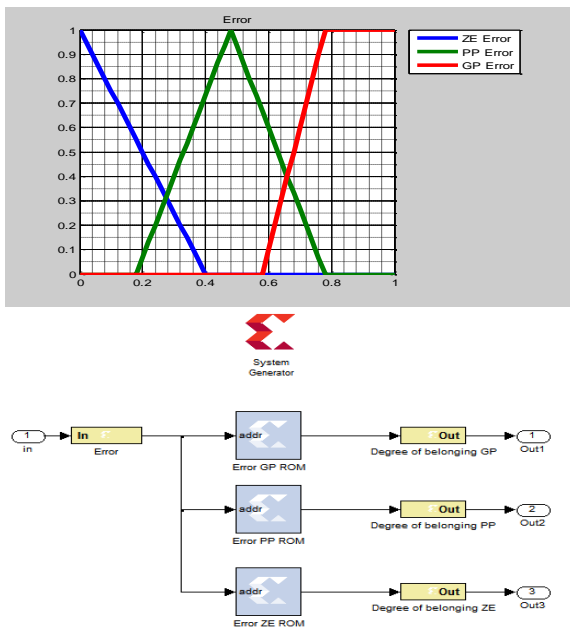 Error
1
0.9
0.8
0.7
0.6
0.5
0.4
0.3
0.2
0.1
0
0 0.2 0.4 0.6 0.8 1
ZE Error
PP Error
GP Error
System
Generator
1
in
In
Error
addr
Error GP ROM
Out
Degree of belonging GP
1
Out1
addr
Error PP ROM
Out
Degree of belonging PP
2
Out2
addr
Error ZE ROM
Out
Degree of belonging ZE
3
Out3